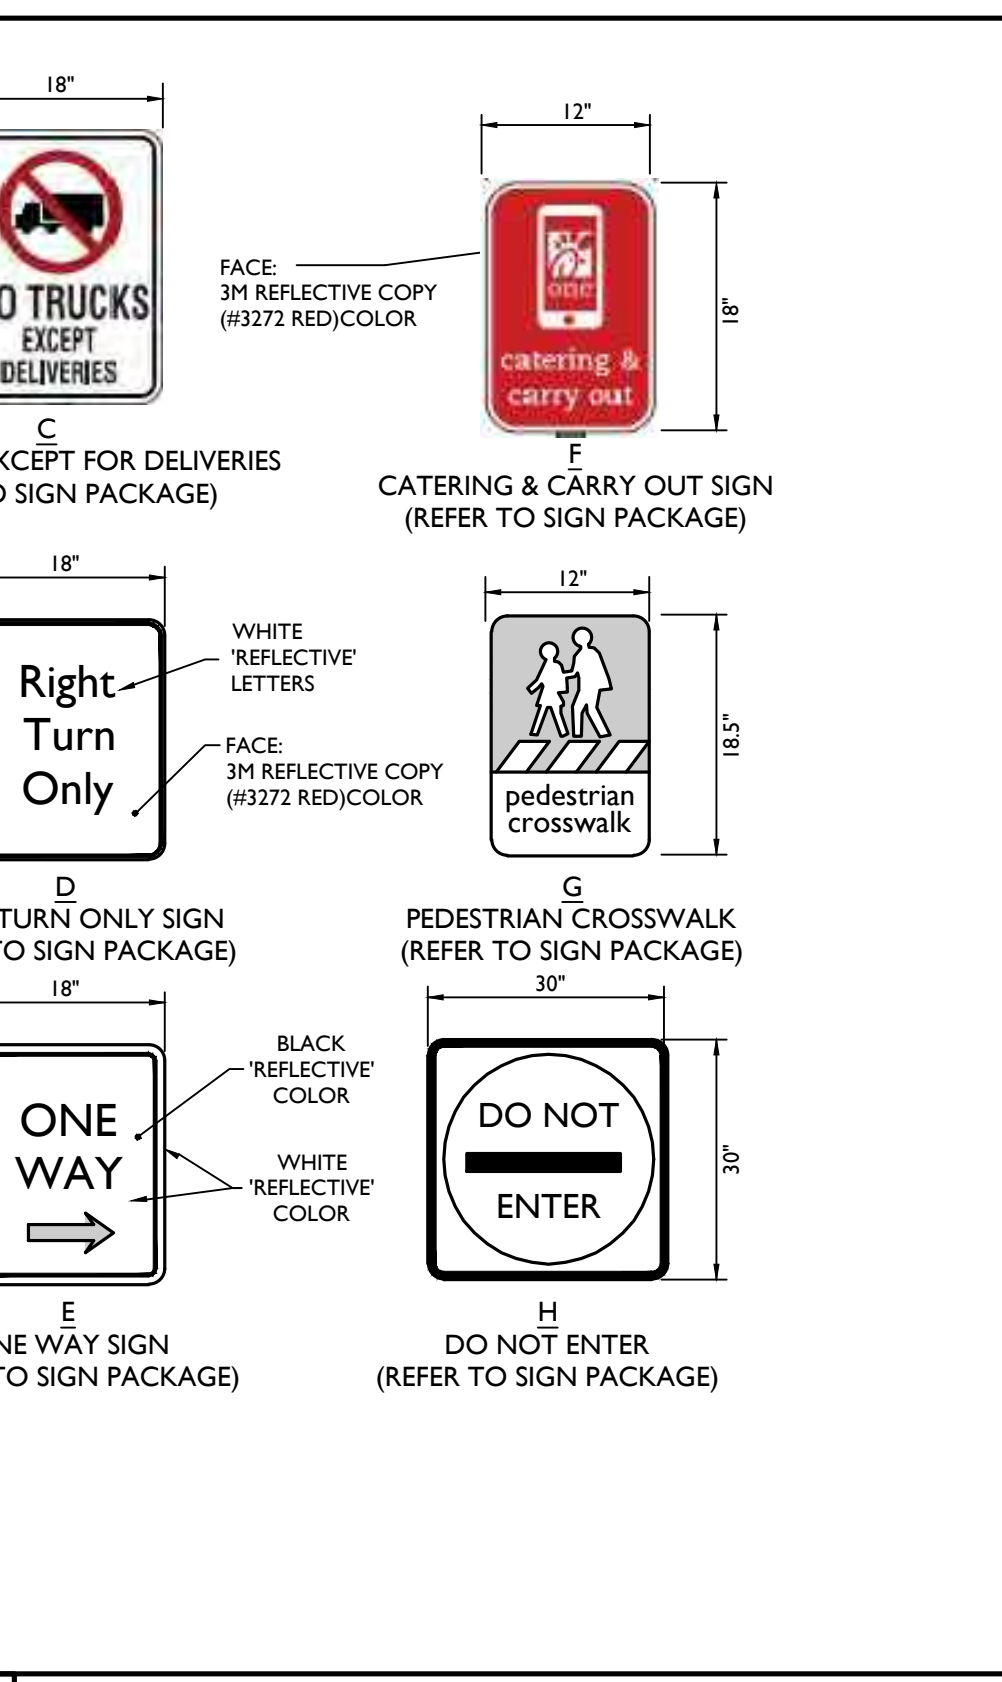 18"
O TRUCKS
EXCEPT
DELIVERIES
C
XCEPT FOR DELIVERIES
O SIGN PACKAGE)
12"
FACE:
3M REFLECTIVE COPY
(#3272 RED)COLOR
one
catering &
carry out
18"
F
CATERING & CARRY OUT SIGN
(REFER TO SIGN PACKAGE)
18"
Right
Turn
Only
WHITE
'REFLECTIVE'
LETTERS
FACE:
3M REFLECTIVE COPY
(#3272 RED)COLOR
D
TURN ONLY SIGN
TO SIGN PACKAGE)
12"
18.5"
pedestrian
crosswalk
G
PEDESTRIAN CROSSWALK
(REFER TO SIGN PACKAGE)
18"
ONE
WAY
BLACK
'REFLECTIVE'
COLOR
WHITE
'REFLECTIVE'
COLOR
E
NE WAY SIGN
TO SIGN PACKAGE)
30"
DO NOT
ENTER
30"
H
DO NOT ENTER
(REFER TO SIGN PACKAGE)